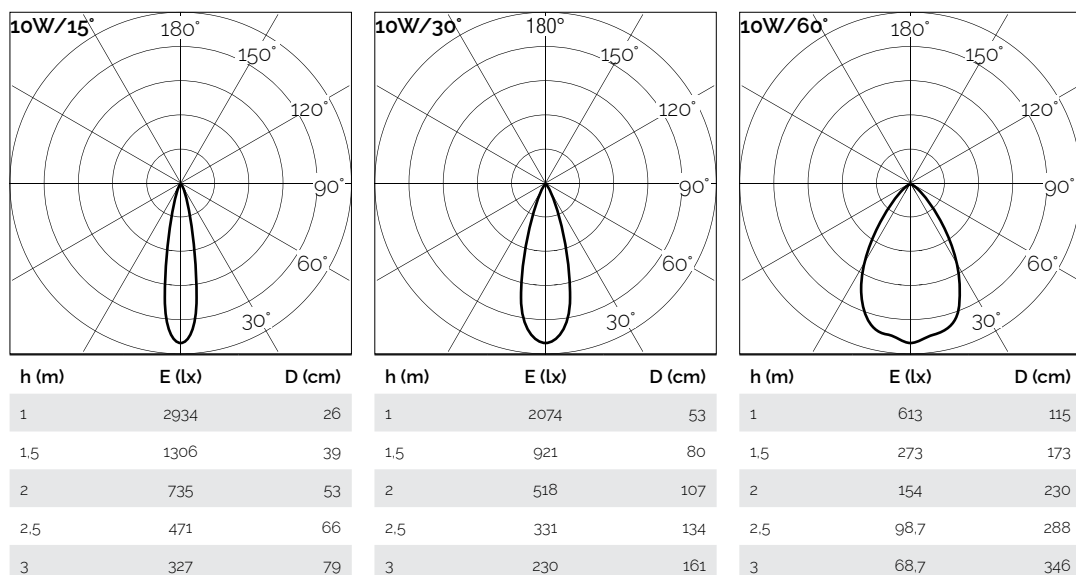 10W/15°
180°
150°
120°
90°
60°
30°
h (m) E (lx) D (cm)
1 2934 26
1,5 1306 39
2 735 53
2,5 471 66
3 327 79
10W/30°
180°
150°
120°
90°
60°
30°
h (m) E (lx) D (cm)
1 2074 53
1,5 921 80
2 518 107
2,5 331 134
3 230 161
10W/60°
180°
150°
120°
90°
60°
30°
h (m) E (lx) D (cm)
1 613 115
1,5 273 173
2 154 230
2,5 98,7 288
3 68,7 346